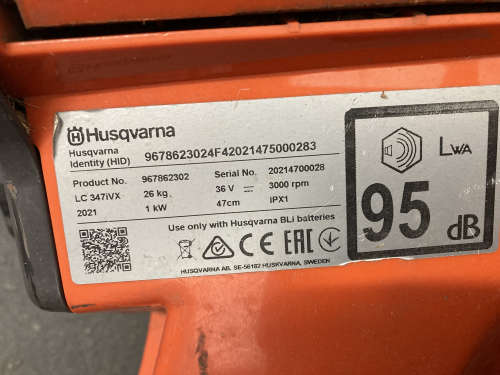 Husqvarna
Husqvarna
Identity (HID) 9678623024F42021475000283
Product No. 967862302 Serial No. 20214700028
LC 347iVX 26 kg 36 V 3000 rpm
2021 1 kW 47cm IPX1
Use only with Husqvarna BLi batteries
CE EAC
HUSQVARNA AB, SE-56182 HUSKVARNA, SWEDEN
LWA
95
dB